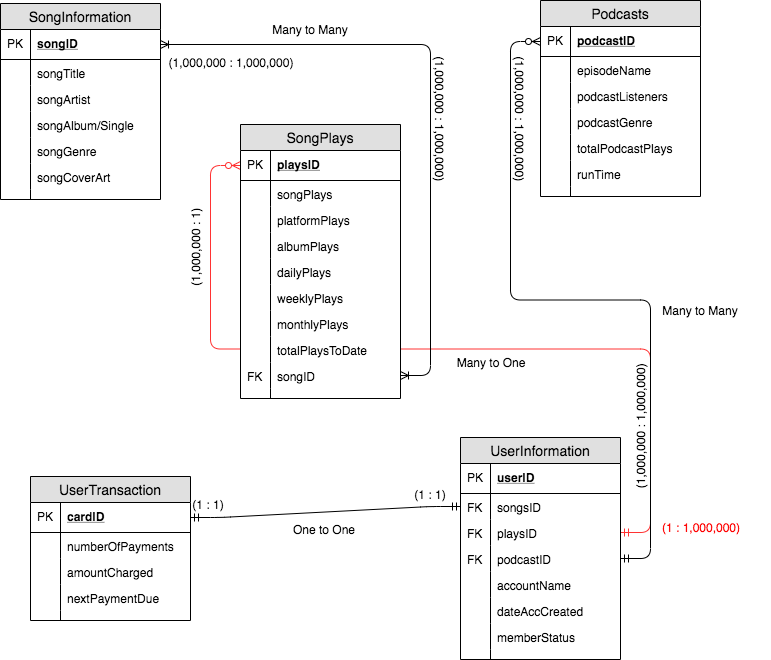 SongInformation
PK songID
songTitle
songArtist
songAlbum/Single
songGenre
songCoverArt
Many to Many
(1,000,000 : 1,000,000)
(1,000,000 : 1,000,000)
Podcasts
PK podcastID
episodeName
podcastListeners
podcastGenre
totalPodcastPlays
runTime
(1,000,000 : 1,000,000)
SongPlays
PK playsID
songPlays
platformPlays
albumPlays
dailyPlays
weeklyPlays
monthlyPlays
totalPlaysToDate
FK songID
(1,000,000 : 1)
Many to Many
Many to One
(1,000,000 : 1,000,000)
UserInformation
PK userID
FK songsID
FK playsID
FK podcastID
accountName
dateAccCreated
memberStatus
(1 : 1,000,000)
UserTransaction
PK cardID
numberOfPayments
amountCharged
nextPaymentDue
(1 : 1)
(1 : 1)
One to One